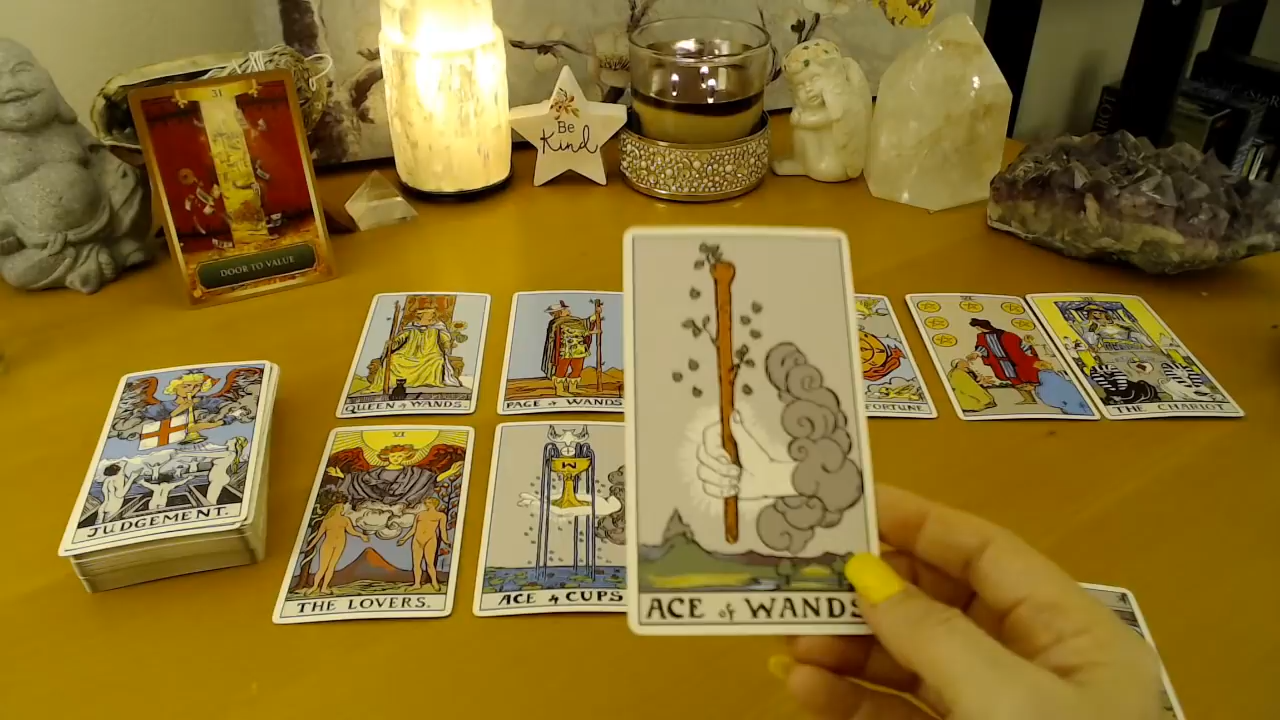 31
DOOR TO VALUE
Be
Kind
QUEEN of WANDS.
PAGE of WANDS
FORTUNE.
VI
THE CHARIOT.
JUDGEMENT.
VI
THE LOVERS.
ACE of CUPS
ACE of WANDS